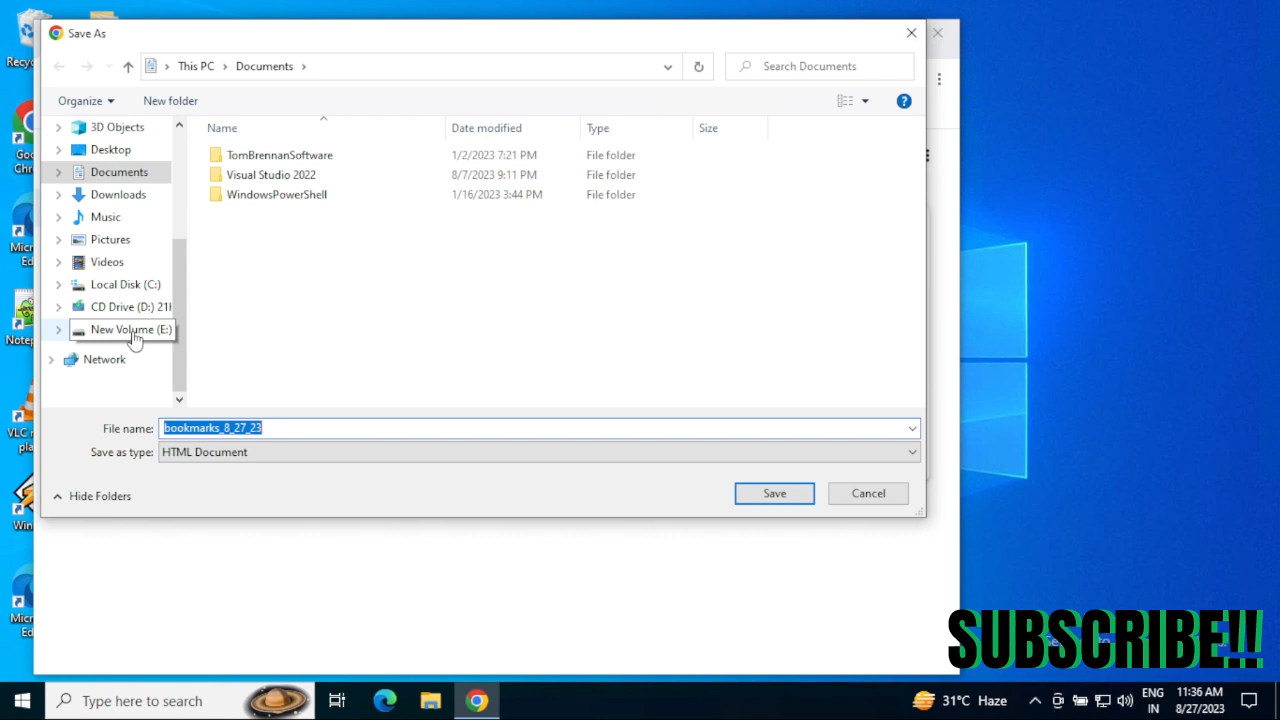 Save As
This PC > Documents >
Search Documents
Organize
New folder
Name
Date modified
Type
Size
3D Objects
Desktop
Documents
Downloads
Music
Pictures
Videos
Local Disk (C:)
CD Drive (D:) 21H
New Volume (E:)
Network
TomBrennanSoftware 1/2/2023 7:21 PM File folder
Visual Studio 2022 8/7/2023 9:11 PM File folder
WindowsPowerShell 1/16/2023 3:44 PM File folder
File name: bookmarks_8_27_23
Save as type: HTML Document
Hide Folders
Save
Cancel
Recy
Goo
Chr
Micr
Ed
Notep
VLC
pla
Win
Micr
Ed
SUBSCRIBE!!
Type here to search
31°C Haze
ENG
IN
11:36 AM
8/27/2023